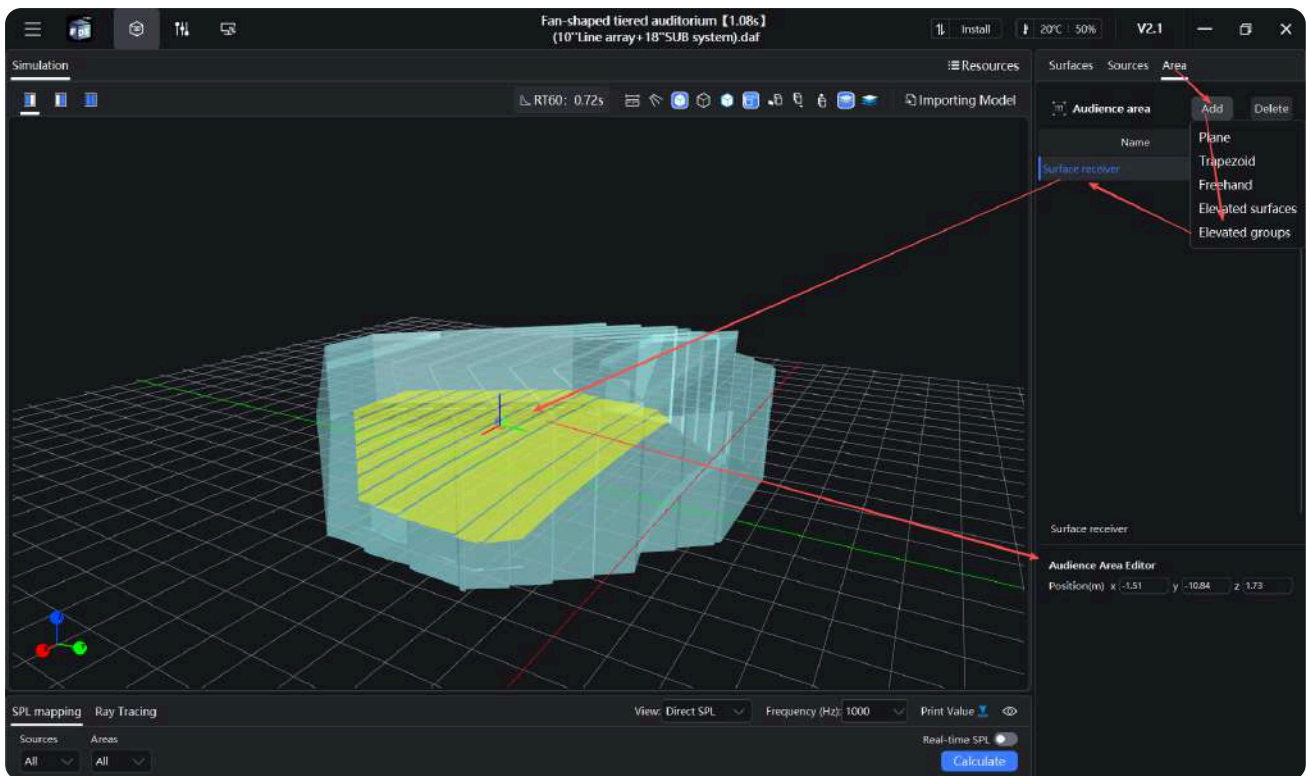 Fan-shaped tiered auditorium【1.08s】
(10"Line array+18"SUB system).daf
Install
20℃ 50%
V2.1
Simulation
Resources
Surfaces Sources Area
RT60: 0.72s
Importing Model
Audience area
Add
Delete
Name
Plane
Surface receiver
Trapezoid
Freehand
Elevated surfaces
Elevated groups
Surface receiver
Audience Area Editor
Position(m) x -1.51 y -10.84 z 1.73
SPL mapping Ray Tracing
View: Direct SPL
Frequency (Hz): 1000
Print Value
Sources Areas
Real-time SPL
All All
Calculate